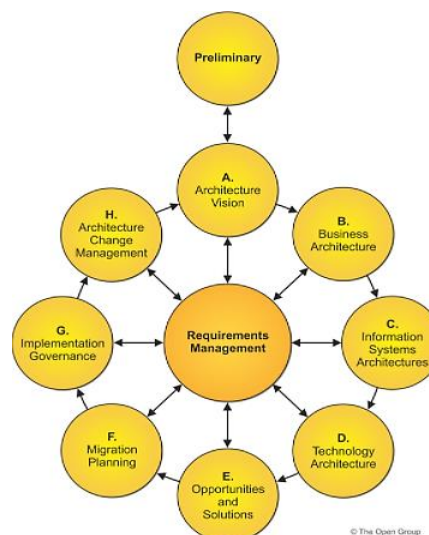 Preliminary
A.
Architecture
Vision
B.
Business
Architecture
C.
Information
Systems
Architectures
D.
Technology
Architecture
E.
Opportunities
and
Solutions
F.
Migration
Planning
G.
Implementation
Governance
H.
Architecture
Change
Management
Requirements
Management
© The Open Group